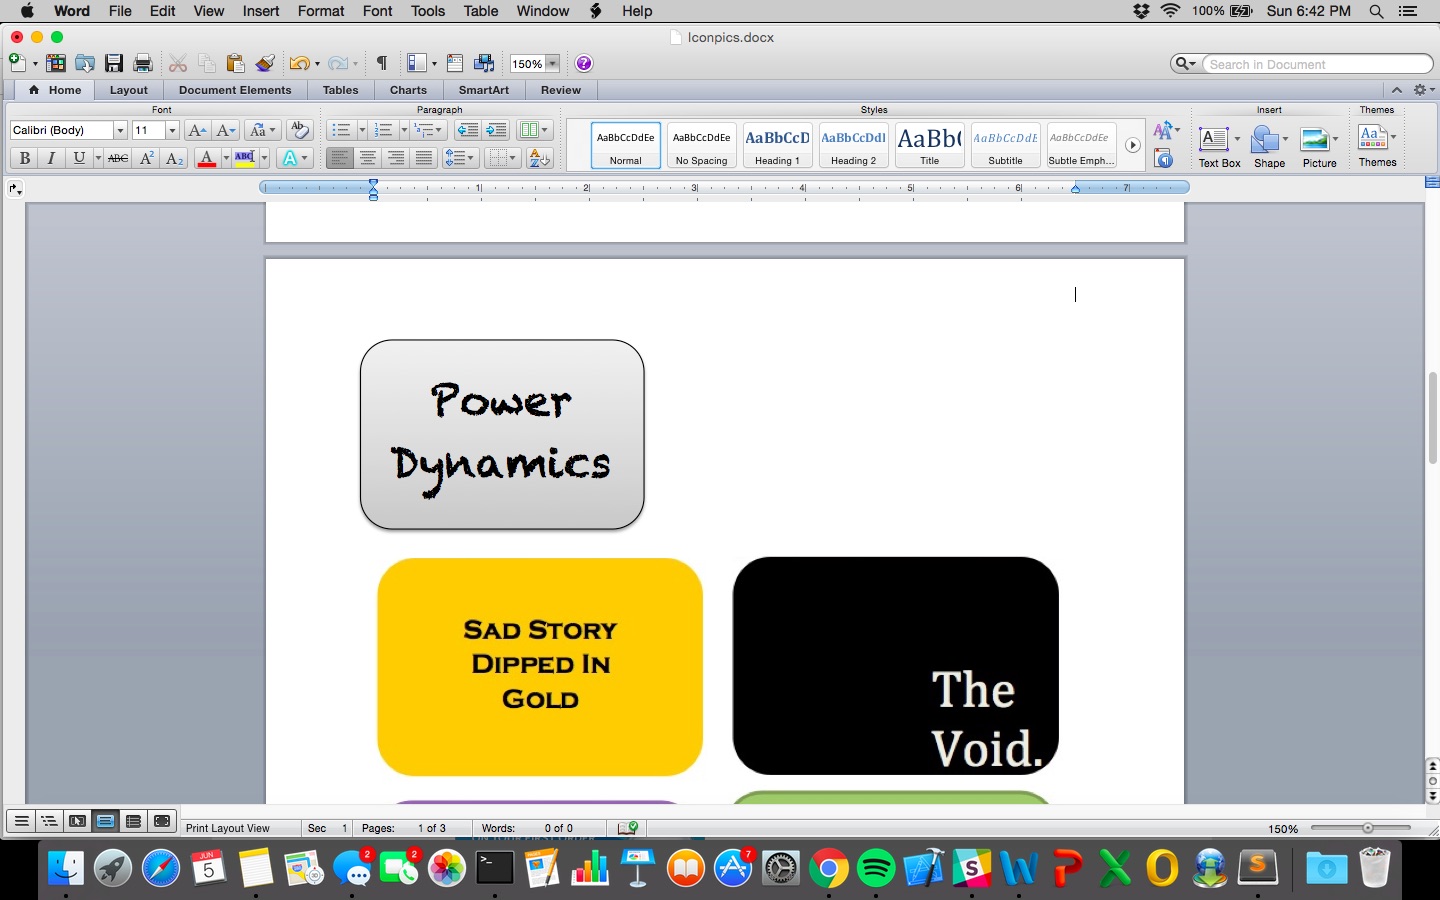 Word File Edit View Insert Format Font Tools Table Window Help 100% Sun 6:42 PM
Iconpics.docx
150% Search in Document
Home Layout Document Elements Tables Charts SmartArt Review
Font Paragraph Styles Insert Themes
Calibri (Body) 11
AaBbCcDdEe AaBbCcDdEe AaBbCcD AaBbCcDdI AaBb( AaBbCcDdE AaBbCcDdEe
Normal No Spacing Heading 1 Heading 2 Title Subtitle Subtle Emph... Text Box Shape Picture Themes
B I U ABC A² A₂ A ABC A
1 2 3 4 5 6 7
Power
Dynamics
Sad Story
Dipped In
Gold
The
Void.
Print Layout View Sec 1 Pages: 1 of 3 Words: 0 of 0 150%
JUN
5
2 2 7